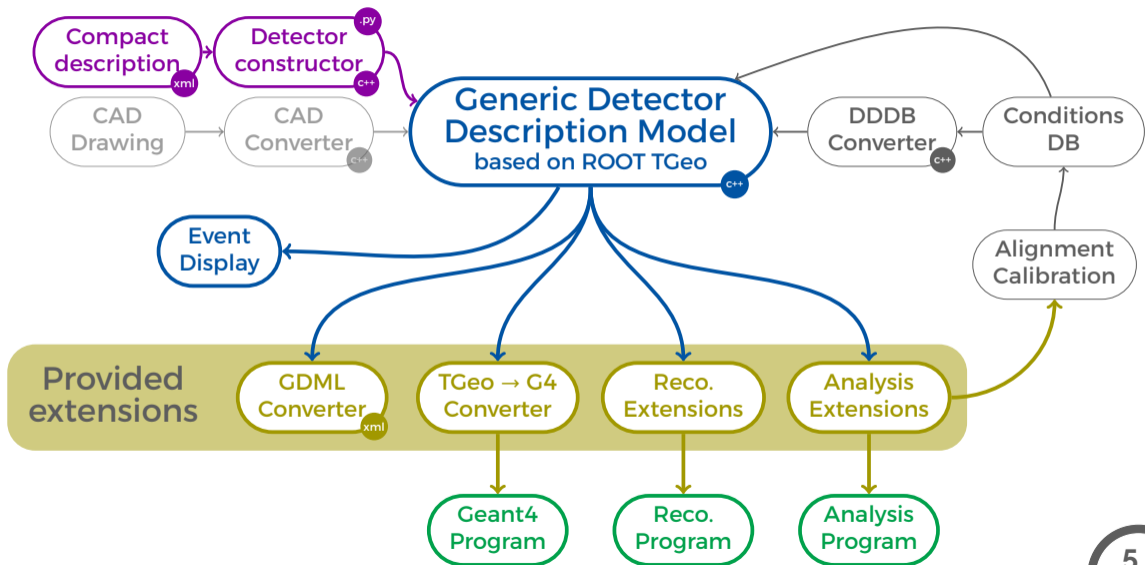 Compact
description
xml
Detector
constructor
.py
c++
CAD
Drawing
CAD
Converter
c++
Generic Detector
Description Model
based on ROOT TGeo
c++
DDDB
Converter
c++
Conditions
DB
Event
Display
Alignment
Calibration
Provided
extensions
GDML
Converter
xml
TGeo → G4
Converter
Reco.
Extensions
Analysis
Extensions
Geant4
Program
Reco.
Program
Analysis
Program
5